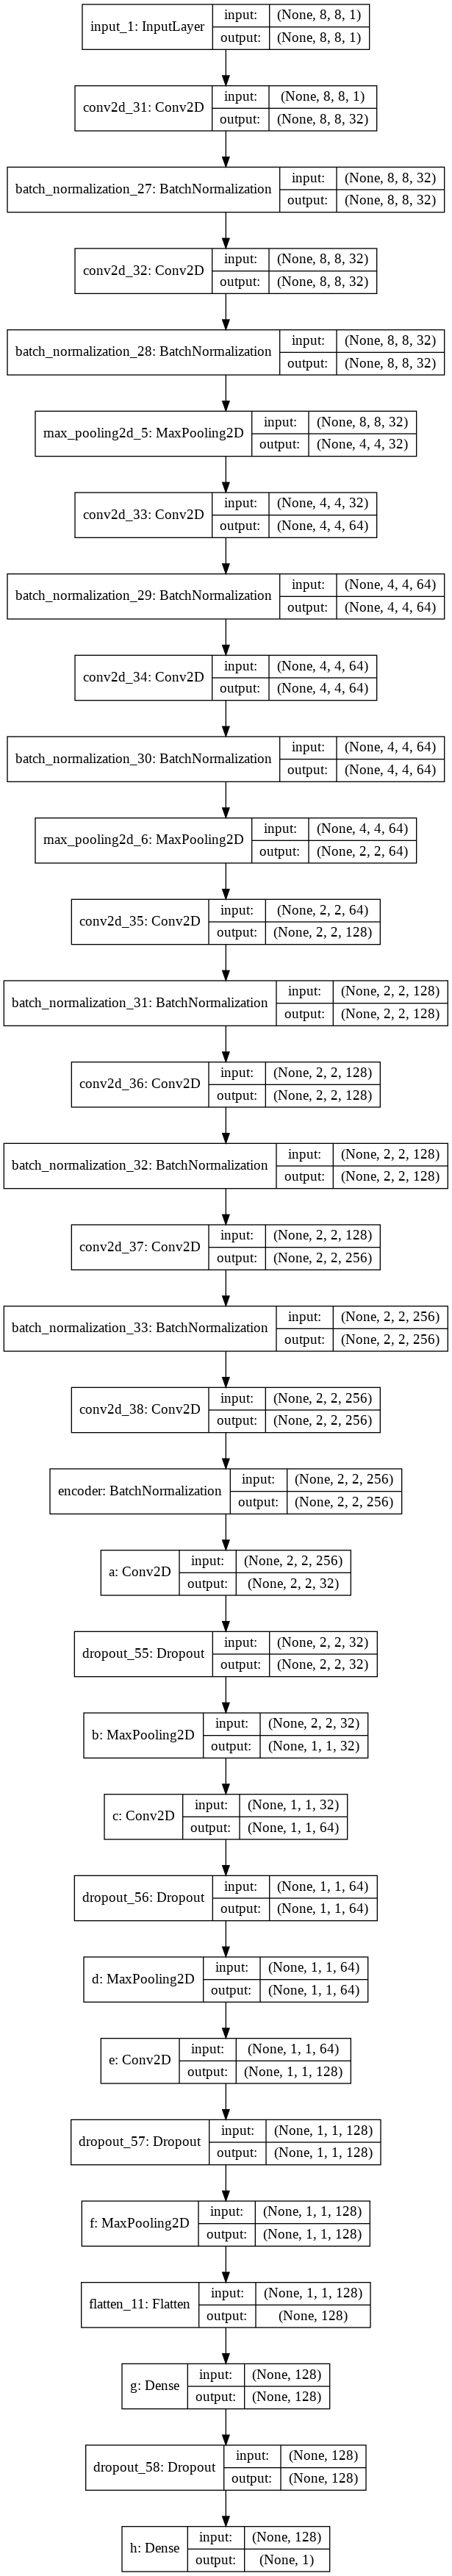 input_1: InputLayer
input: (None, 8, 8, 1)
output: (None, 8, 8, 1)
conv2d_31: Conv2D
input: (None, 8, 8, 1)
output: (None, 8, 8, 32)
batch_normalization_27: BatchNormalization
input: (None, 8, 8, 32)
output: (None, 8, 8, 32)
conv2d_32: Conv2D
input: (None, 8, 8, 32)
output: (None, 8, 8, 32)
batch_normalization_28: BatchNormalization
input: (None, 8, 8, 32)
output: (None, 8, 8, 32)
max_pooling2d_5: MaxPooling2D
input: (None, 8, 8, 32)
output: (None, 4, 4, 32)
conv2d_33: Conv2D
input: (None, 4, 4, 32)
output: (None, 4, 4, 64)
batch_normalization_29: BatchNormalization
input: (None, 4, 4, 64)
output: (None, 4, 4, 64)
conv2d_34: Conv2D
input: (None, 4, 4, 64)
output: (None, 4, 4, 64)
batch_normalization_30: BatchNormalization
input: (None, 4, 4, 64)
output: (None, 4, 4, 64)
max_pooling2d_6: MaxPooling2D
input: (None, 4, 4, 64)
output: (None, 2, 2, 64)
conv2d_35: Conv2D
input: (None, 2, 2, 64)
output: (None, 2, 2, 128)
batch_normalization_31: BatchNormalization
input: (None, 2, 2, 128)
output: (None, 2, 2, 128)
conv2d_36: Conv2D
input: (None, 2, 2, 128)
output: (None, 2, 2, 128)
batch_normalization_32: BatchNormalization
input: (None, 2, 2, 128)
output: (None, 2, 2, 128)
conv2d_37: Conv2D
input: (None, 2, 2, 128)
output: (None, 2, 2, 256)
batch_normalization_33: BatchNormalization
input: (None, 2, 2, 256)
output: (None, 2, 2, 256)
conv2d_38: Conv2D
input: (None, 2, 2, 256)
output: (None, 2, 2, 256)
encoder: BatchNormalization
input: (None, 2, 2, 256)
output: (None, 2, 2, 256)
a: Conv2D
input: (None, 2, 2, 256)
output: (None, 2, 2, 32)
dropout_55: Dropout
input: (None, 2, 2, 32)
output: (None, 2, 2, 32)
b: MaxPooling2D
input: (None, 2, 2, 32)
output: (None, 1, 1, 32)
c: Conv2D
input: (None, 1, 1, 32)
output: (None, 1, 1, 64)
dropout_56: Dropout
input: (None, 1, 1, 64)
output: (None, 1, 1, 64)
d: MaxPooling2D
input: (None, 1, 1, 64)
output: (None, 1, 1, 64)
e: Conv2D
input: (None, 1, 1, 64)
output: (None, 1, 1, 128)
dropout_57: Dropout
input: (None, 1, 1, 128)
output: (None, 1, 1, 128)
f: MaxPooling2D
input: (None, 1, 1, 128)
output: (None, 1, 1, 128)
flatten_11: Flatten
input: (None, 1, 1, 128)
output: (None, 128)
g: Dense
input: (None, 128)
output: (None, 128)
dropout_58: Dropout
input: (None, 128)
output: (None, 128)
h: Dense
input: (None, 128)
output: (None, 1)